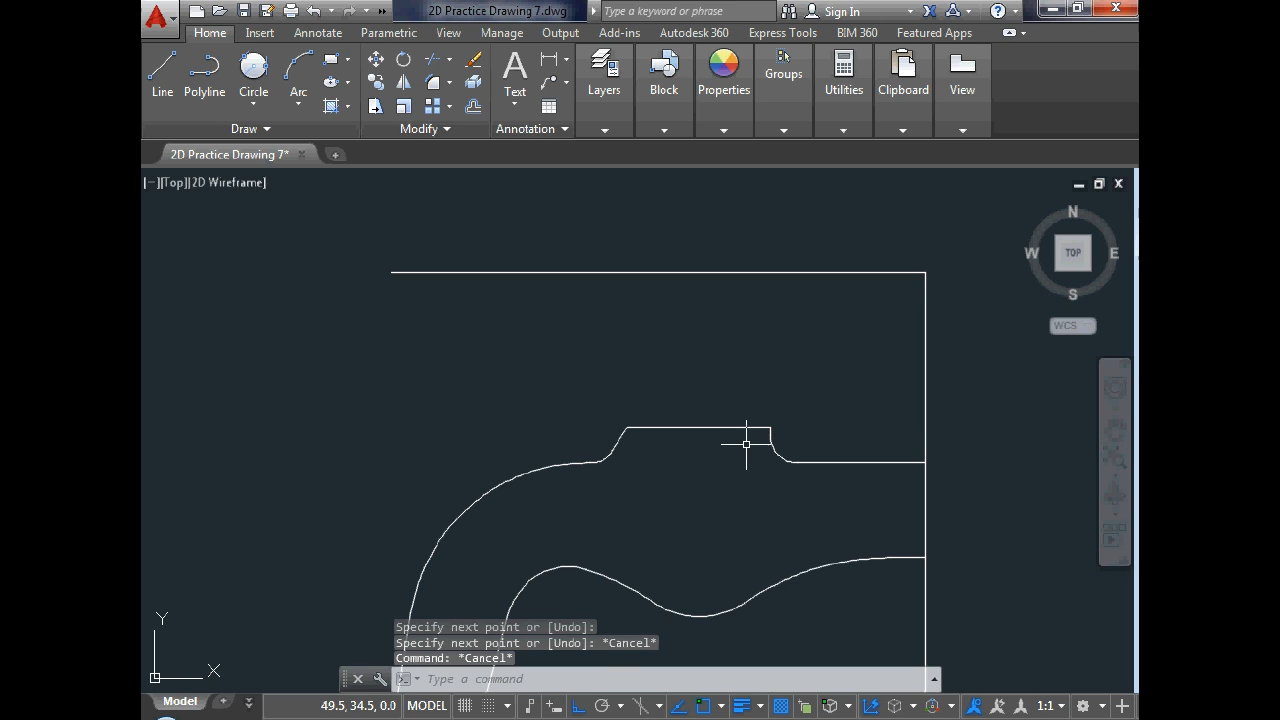 2D Practice Drawing 7.dwg
Type a keyword or phrase
Sign In
Home Insert Annotate Parametric View Manage Output Add-ins Autodesk 360 Express Tools BIM 360 Featured Apps
Line Polyline Circle Arc Text Layers Block Properties Groups Utilities Clipboard View
Draw Modify Annotation
2D Practice Drawing 7*
[−][Top][2D Wireframe]
N
W TOP E
S
WCS
Y
X
Specify next point or [Undo]:
Specify next point or [Undo]: *Cancel*
Command: *Cancel*
Type a command
Model 49.5, 34.5, 0.0 MODEL 1:1